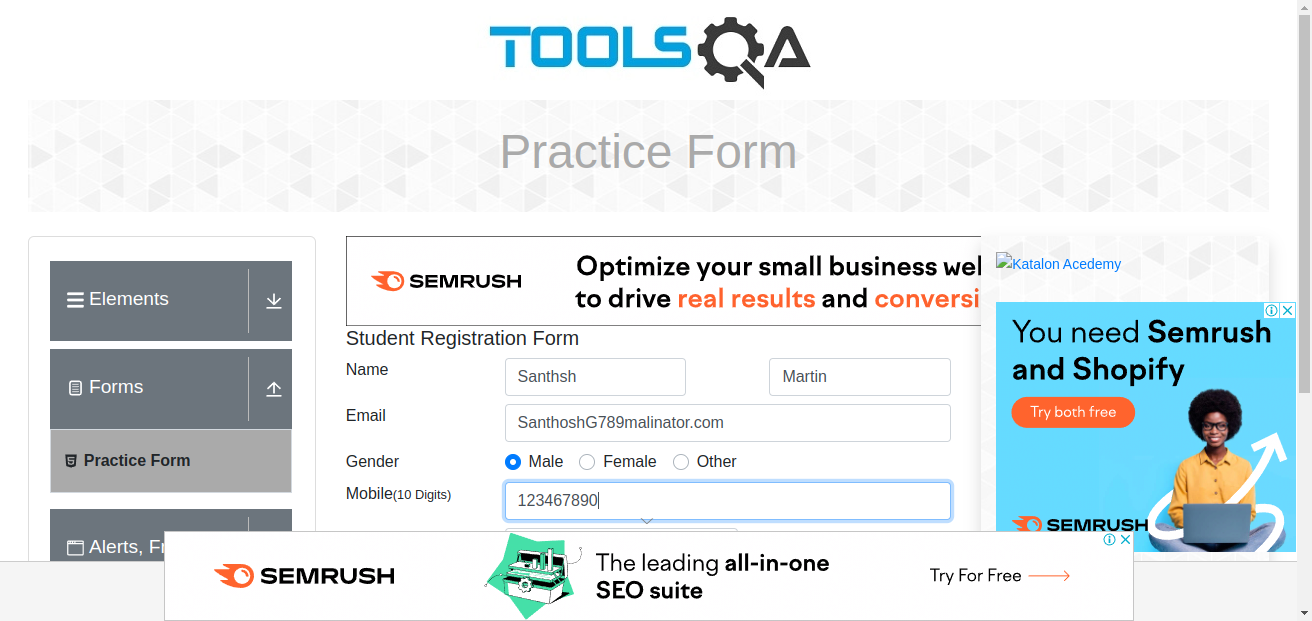 TOOLSQA
Practice Form
Elements
Forms
Practice Form
Alerts, Fr
SEMRUSH
Optimize your small business wel
to drive real results and conversi
Student Registration Form
Name
Santhsh
Martin
Email
SanthoshG789malinator.com
Gender
Male
Female
Other
Mobile(10 Digits)
123467890
Katalon Acedemy
You need Semrush
and Shopify
Try both free
SEMRUSH
SEMRUSH
The leading all-in-one
SEO suite
Try For Free